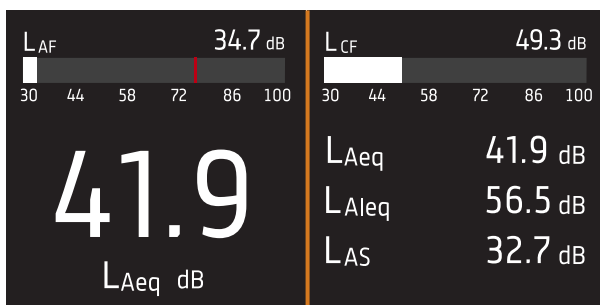 LAF 34.7 dB
30 44 58 72 86 100
41.9
LAeq dB
LCF 49.3 dB
30 44 58 72 86 100
LAeq 41.9 dB
LAIeq 56.5 dB
LAS 32.7 dB